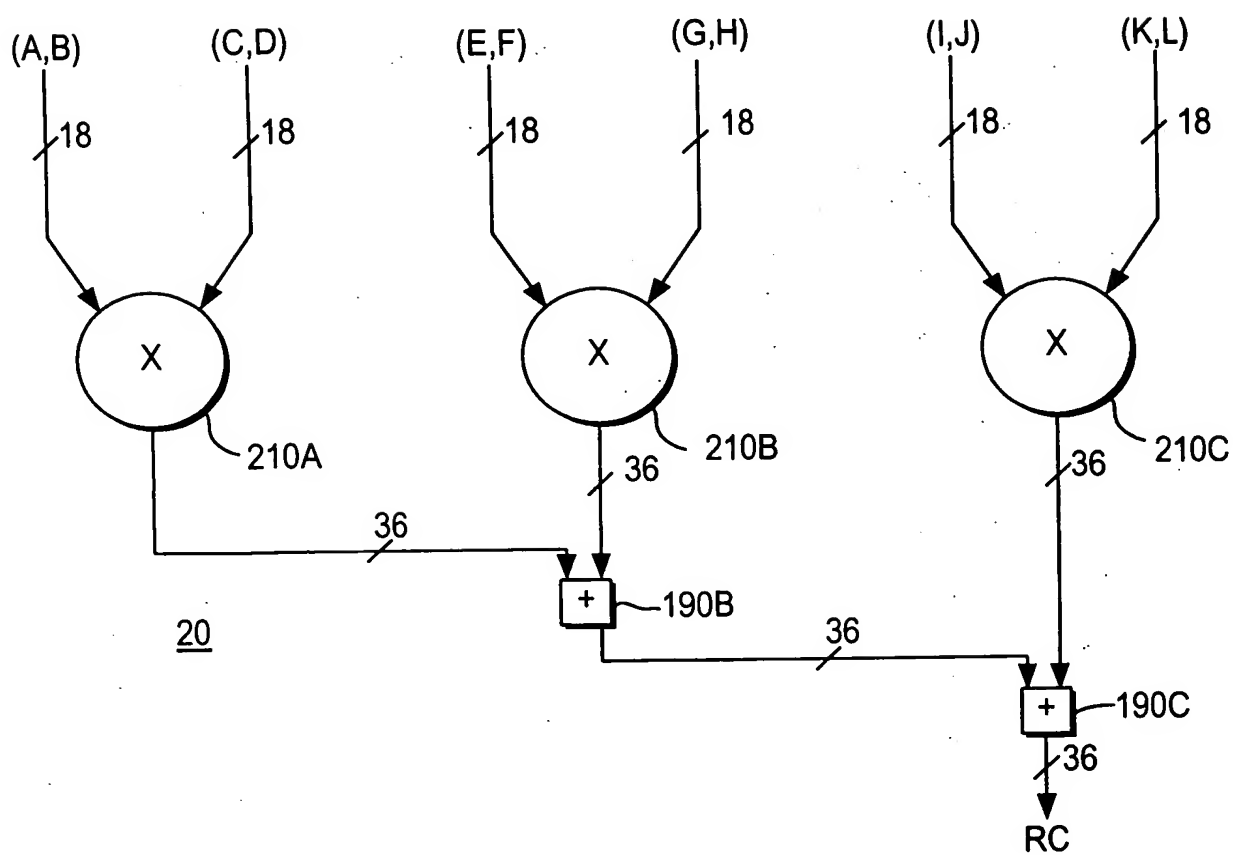 (A,B) (C,D) (E,F) (G,H) (I,J) (K,L)
18 18 18 18 18 18
X X X
210A 210B 210C
36 36
36
+ 190B
20
36
+ 190C
36
RC